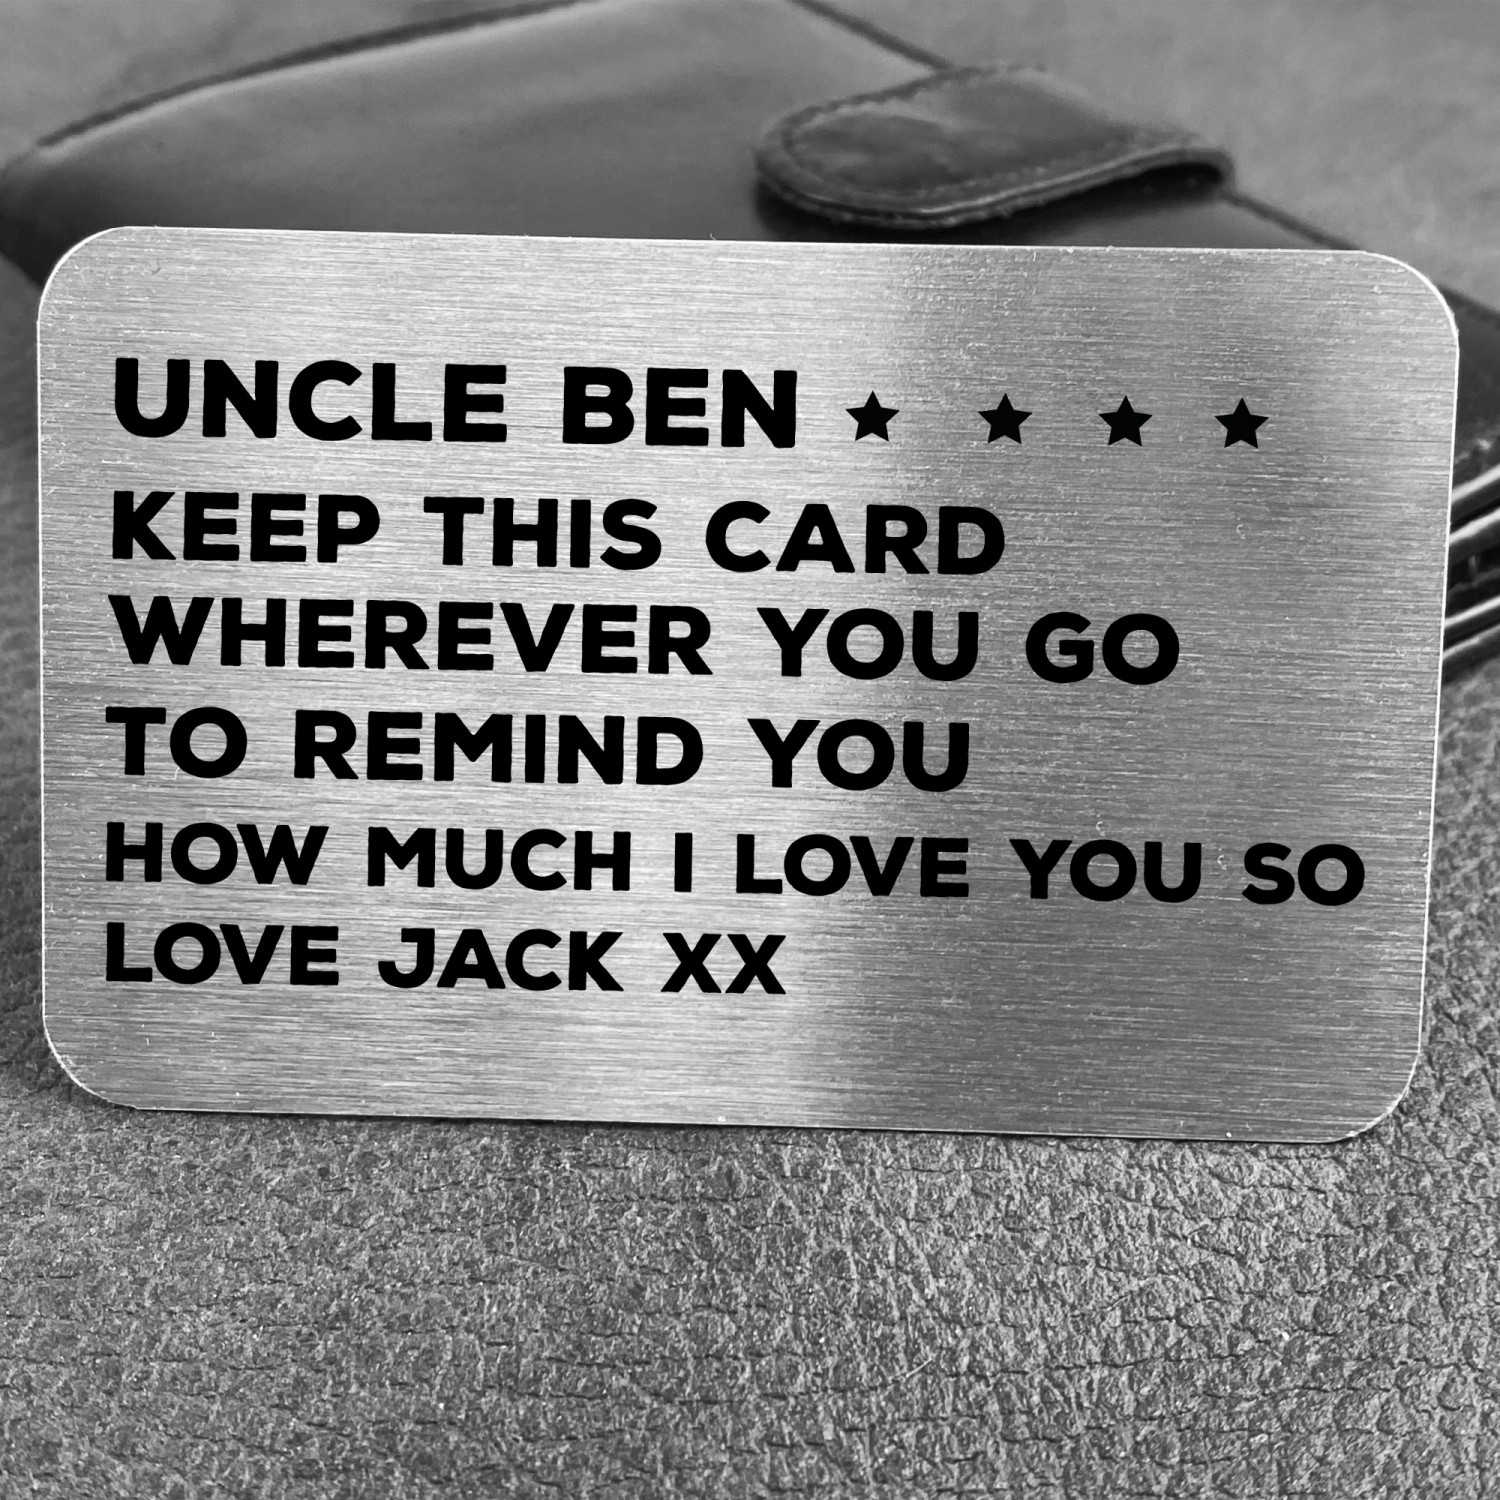 UNCLE BEN ★ ★ ★ ★
KEEP THIS CARD
WHEREVER YOU GO
TO REMIND YOU
HOW MUCH I LOVE YOU SO
LOVE JACK XX